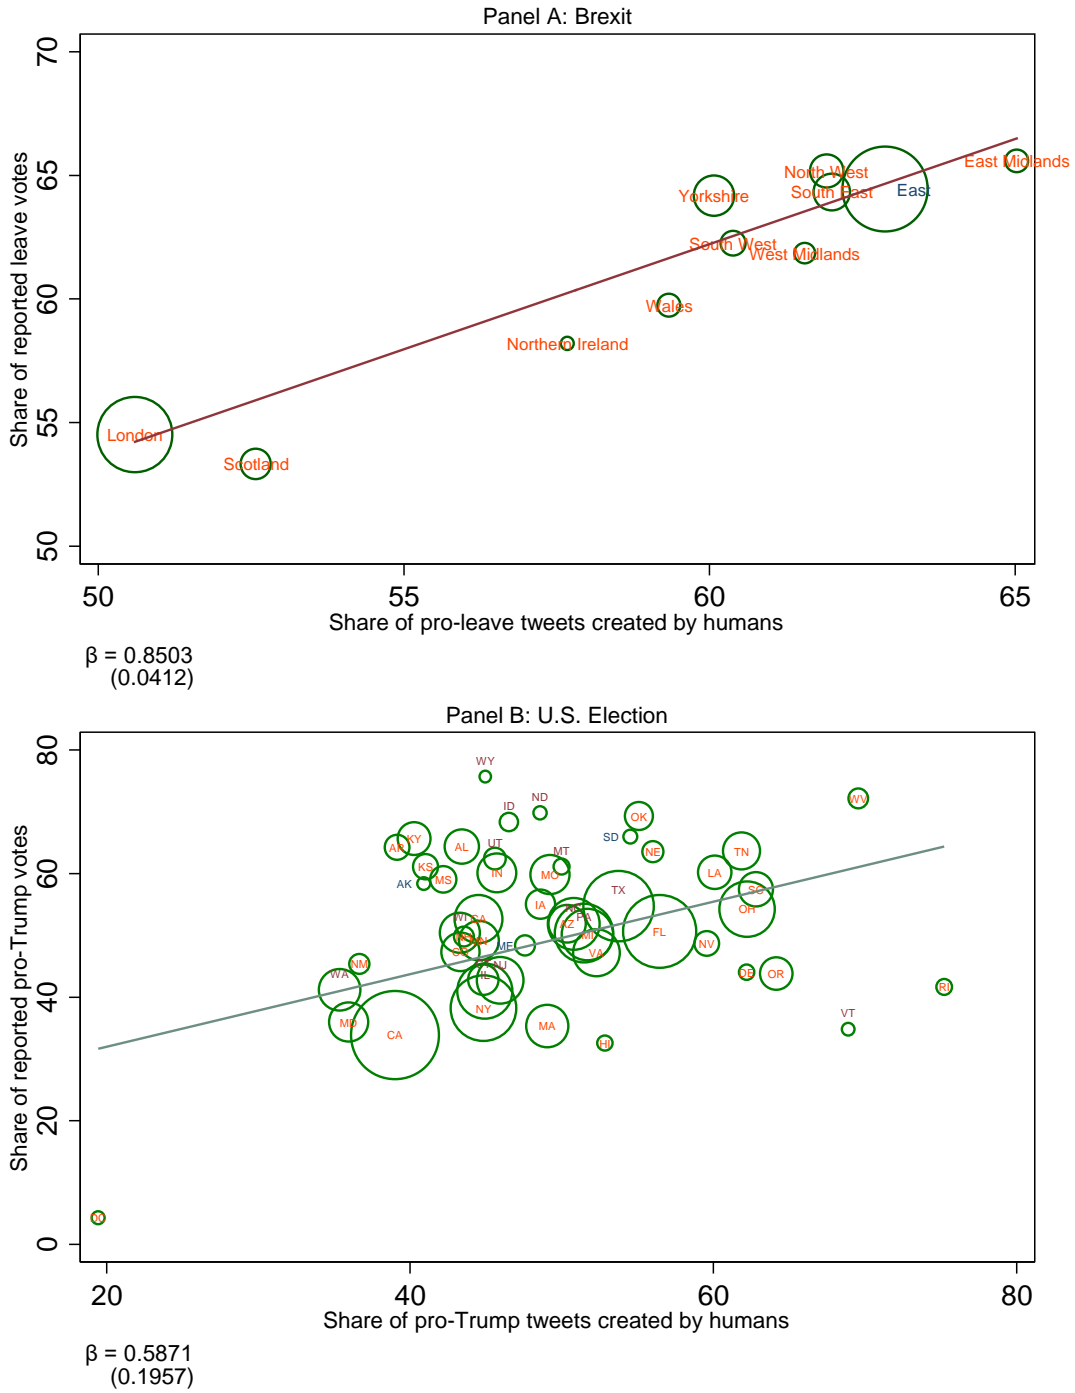 Panel A: Brexit
Share of reported leave votes
70
65
60
55
50
East Midlands
North West
East
South East
Yorkshire
South West
West Midlands
Wales
Northern Ireland
London
Scotland
50
55
60
65
Share of pro-leave tweets created by humans
β = 0.8503
(0.0412)
Panel B: U.S. Election
Share of reported pro-Trump votes
80
60
40
20
0
WY
ND
WV
ID
OK
SD
KY
AR
AL
UT
NE
TN
MT
KS
IN
MO
LA
AK
MS
TX
SC
IA
OH
WI
GA
PA
AZ
MI
FL
MN
ME
NV
CO
VA
NM
NJ
WA
IL
DE
OR
RI
NY
MD
CA
MA
VT
HI
DC
20
40
60
80
Share of pro-Trump tweets created by humans
β = 0.5871
(0.1957)